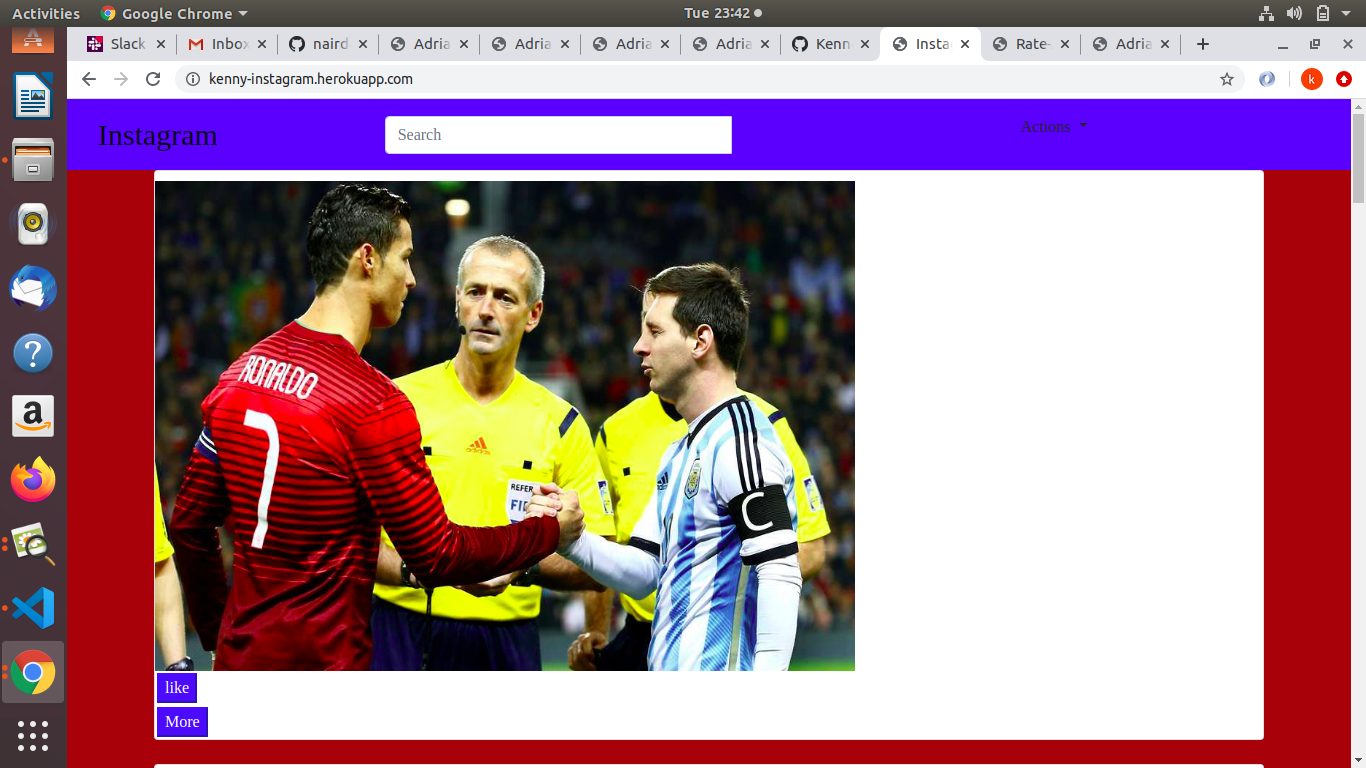 Activities Google Chrome Tue 23:42
Slack Inbox naird Adria Adria Adria Adria Kenn Insta Rate- Adria
kenny-instagram.herokuapp.com k
Instagram Search Actions
RONALDO
7
REFER
FIF
C
like
More